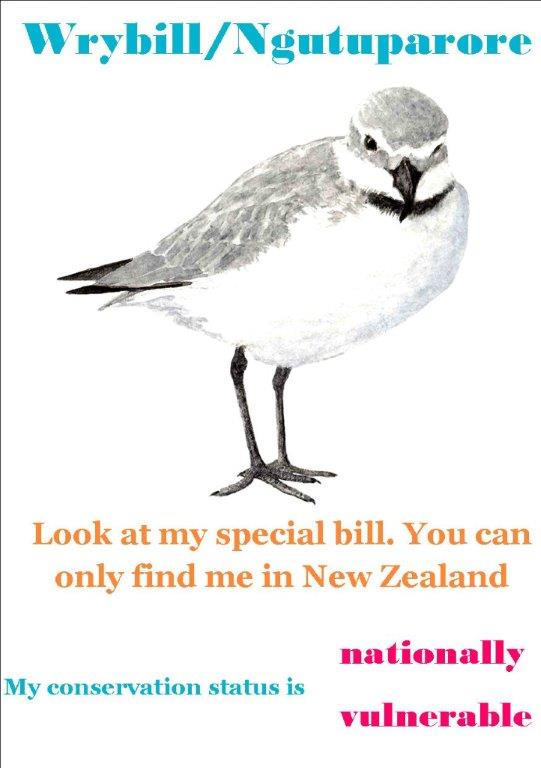 Wrybill/Ngutuparore
Look at my special bill. You can
only find me in New Zealand
My conservation status is
nationally
vulnerable